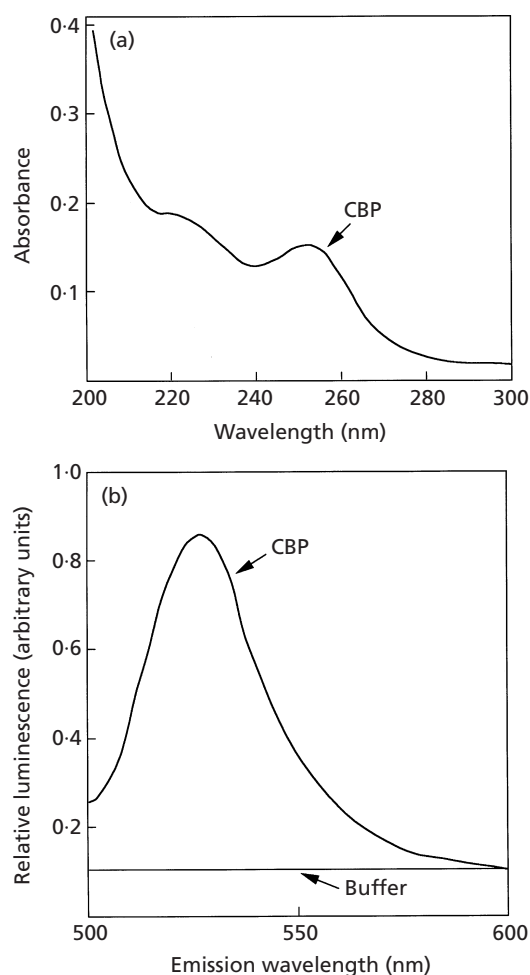 (a)
0·4
0·3
0·2
0·1
Absorbance
CBP
200 220 240 260 280 300
Wavelength (nm)
(b)
1·0
0·8
0·6
0·4
0·2
Relative luminescence (arbitrary units)
CBP
Buffer
500 550 600
Emission wavelength (nm)